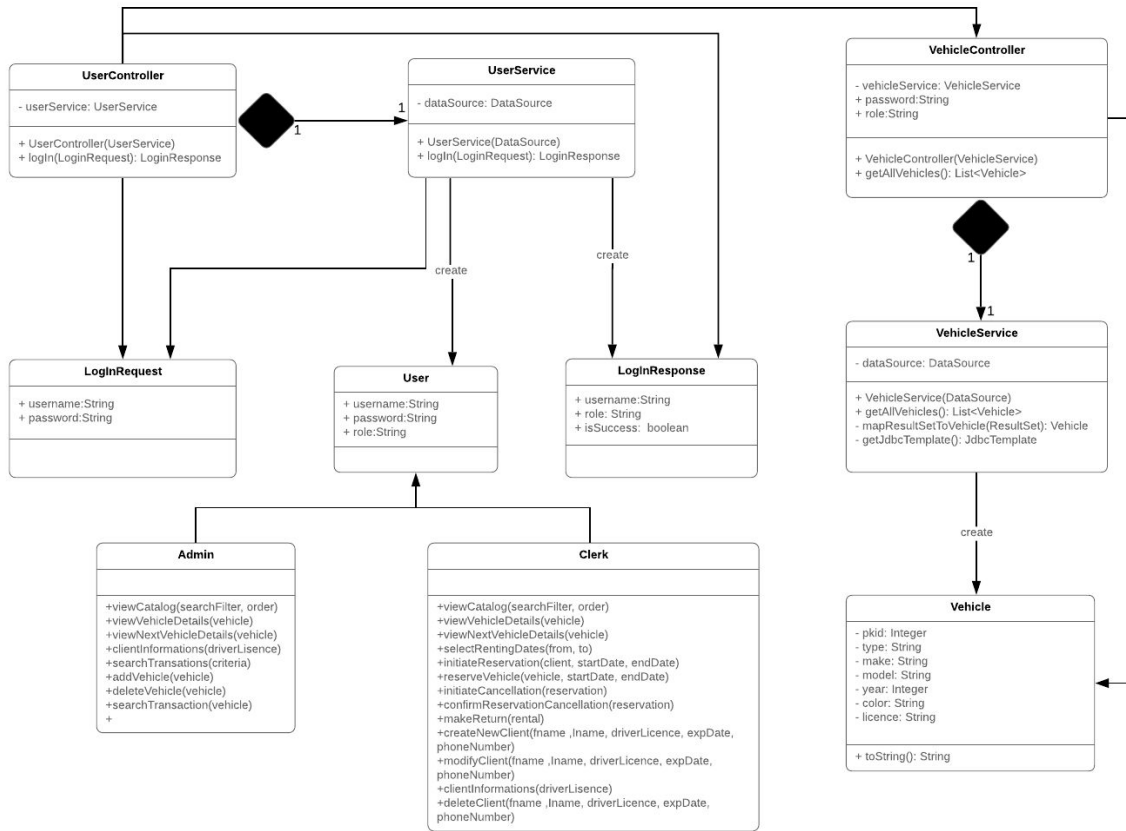 UserController
- userService: UserService
+ UserController(UserService)
+ logIn(LoginRequest): LoginResponse
1
1
UserService
- dataSource: DataSource
+ UserService(DataSource)
+ logIn(LoginRequest): LoginResponse
VehicleController
- vehicleService: VehicleService
+ password:String
+ role:String
+ VehicleController(VehicleService)
+ getAllVehicles(): List<Vehicle>
1
1
create
create
LogInRequest
+ username:String
+ password:String
User
+ username:String
+ password:String
+ role:String
LogInResponse
+ username:String
+ role: String
+ isSuccess: boolean
VehicleService
- dataSource: DataSource
+ VehicleService(DataSource)
+ getAllVehicles(): List<Vehicle>
- mapResultSetToVehicle(ResultSet): Vehicle
- getJdbcTemplate(): JdbcTemplate
create
Admin
+viewCatalog(searchFilter, order)
+viewVehicleDetails(vehicle)
+viewNextVehicleDetails(vehicle)
+clientInformations(driverLisence)
+searchTransations(criteria)
+addVehicle(vehicle)
+deleteVehicle(vehicle)
+searchTransaction(vehicle)
+
Clerk
+viewCatalog(searchFilter, order)
+viewVehicleDetails(vehicle)
+viewNextVehicleDetails(vehicle)
+selectRentingDates(from, to)
+initiateReservation(client, startDate, endDate)
+reserveVehicle(vehicle, startDate, endDate)
+initiateCancellation(reservation)
+confirmReservationCancellation(reservation)
+makeReturn(rental)
+createNewClient(fname ,lname, driverLicence, expDate,
phoneNumber)
+modifyClient(fname ,lname, driverLicence, expDate,
phoneNumber)
+clientInformations(driverLisence)
+deleteClient(fname ,lname, driverLicence, expDate,
phoneNumber)
Vehicle
- pkid: Integer
- type: String
- make: String
- model: String
- year: Integer
- color: String
- licence: String
+ toString(): String